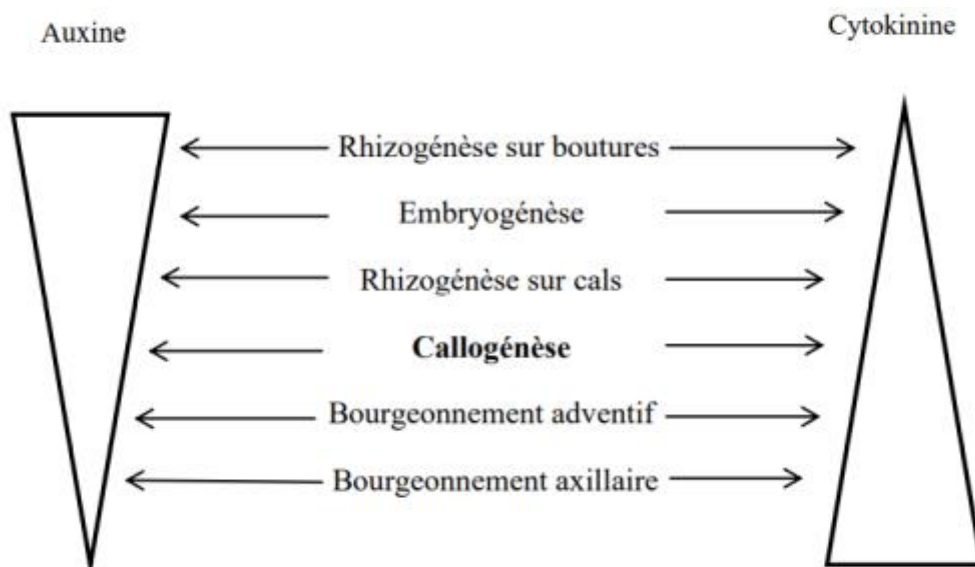 Auxine
Cytokinine
Rhizogénèse sur boutures
Embryogénèse
Rhizogénèse sur cals
Callogénèse
Bourgeonnement adventif
Bourgeonnement axillaire